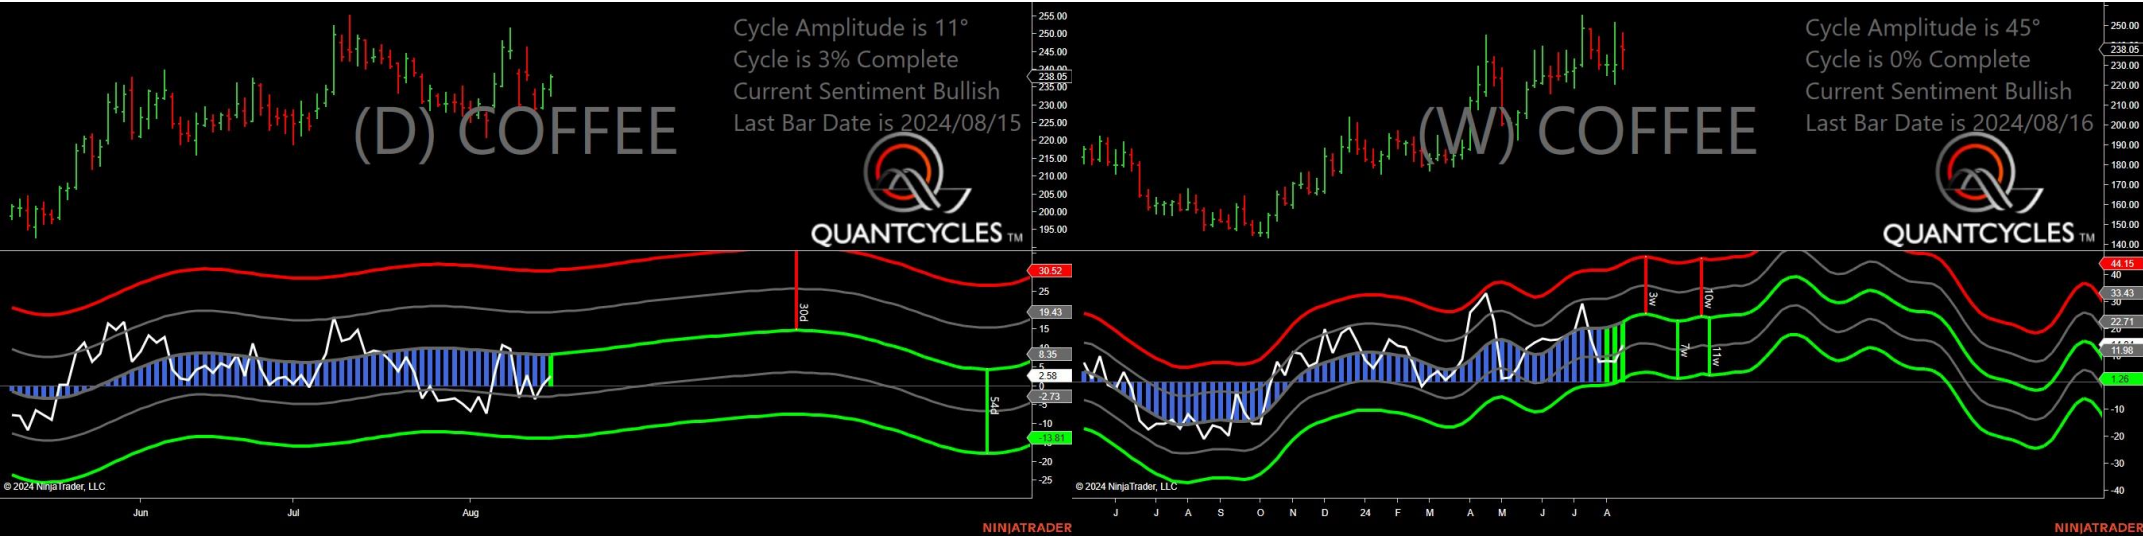 Cycle Amplitude is 11°
Cycle is 3% Complete
Current Sentiment Bullish
Last Bar Date is 2024/08/15
(D) COFFEE
QUANTCYCLES TM
255.00
250.00
245.00
240.00
238.05
235.00
230.00
225.00
220.00
215.00
210.00
205.00
200.00
195.00
30.52
25
19.43
15
10
8.35
5
2.58
0
-2.73
-5
-10
-13.81
-15
-20
-25
30d
54d
© 2024 NinjaTrader, LLC
Jun Jul Aug
NINJATRADER
Cycle Amplitude is 45°
Cycle is 0% Complete
Current Sentiment Bullish
Last Bar Date is 2024/08/16
(W) COFFEE
QUANTCYCLES TM
250.00
238.05
230.00
220.00
210.00
200.00
190.00
180.00
170.00
160.00
150.00
140.00
44.15
40
33.43
30
22.71
11.98
1.26
-10
-20
-30
-40
3w
10w
7w
11w
© 2024 NinjaTrader, LLC
J J A S O N D 24 F M A M J J A
NINJATRADER